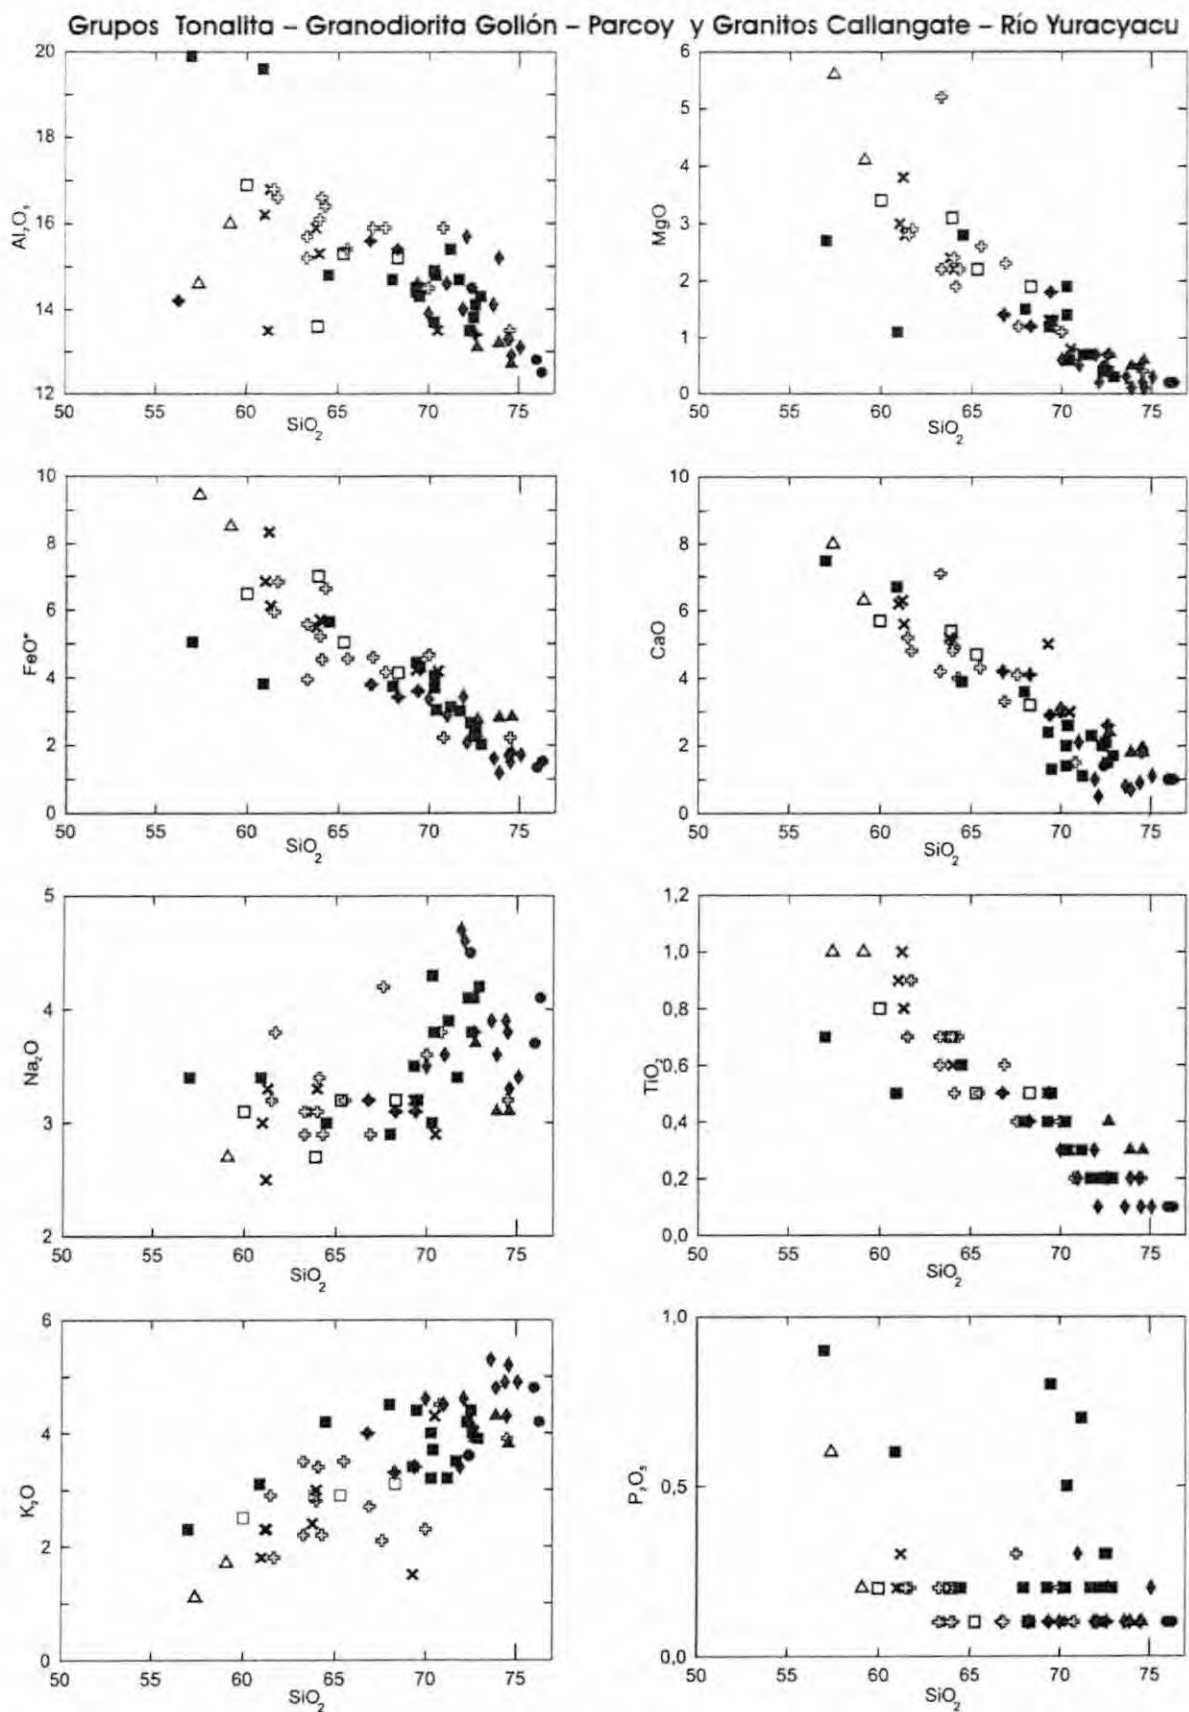 Grupos Tonalita – Granodiorita Gollón – Parcoy y Granitos Callangate – Río Yuracyacu
20
18
16
14
12
Al₂O₃
50 55 60 65 70 75
SiO₂
6
5
4
3
2
1
0
MgO
50 55 60 65 70 75
SiO₂
10
8
6
4
2
0
FeO*
50 55 60 65 70 75
SiO₂
10
8
6
4
2
0
CaO
50 55 60 65 70 75
SiO₂
5
4
3
2
Na₂O
50 55 60 65 70 75
SiO₂
1,2
1,0
0,8
0,6
0,4
0,2
0,0
TiO₂
50 55 60 65 70 75
SiO₂
6
4
2
0
K₂O
50 55 60 65 70 75
SiO₂
1,0
0,5
0,0
P₂O₅
50 55 60 65 70 75
SiO₂